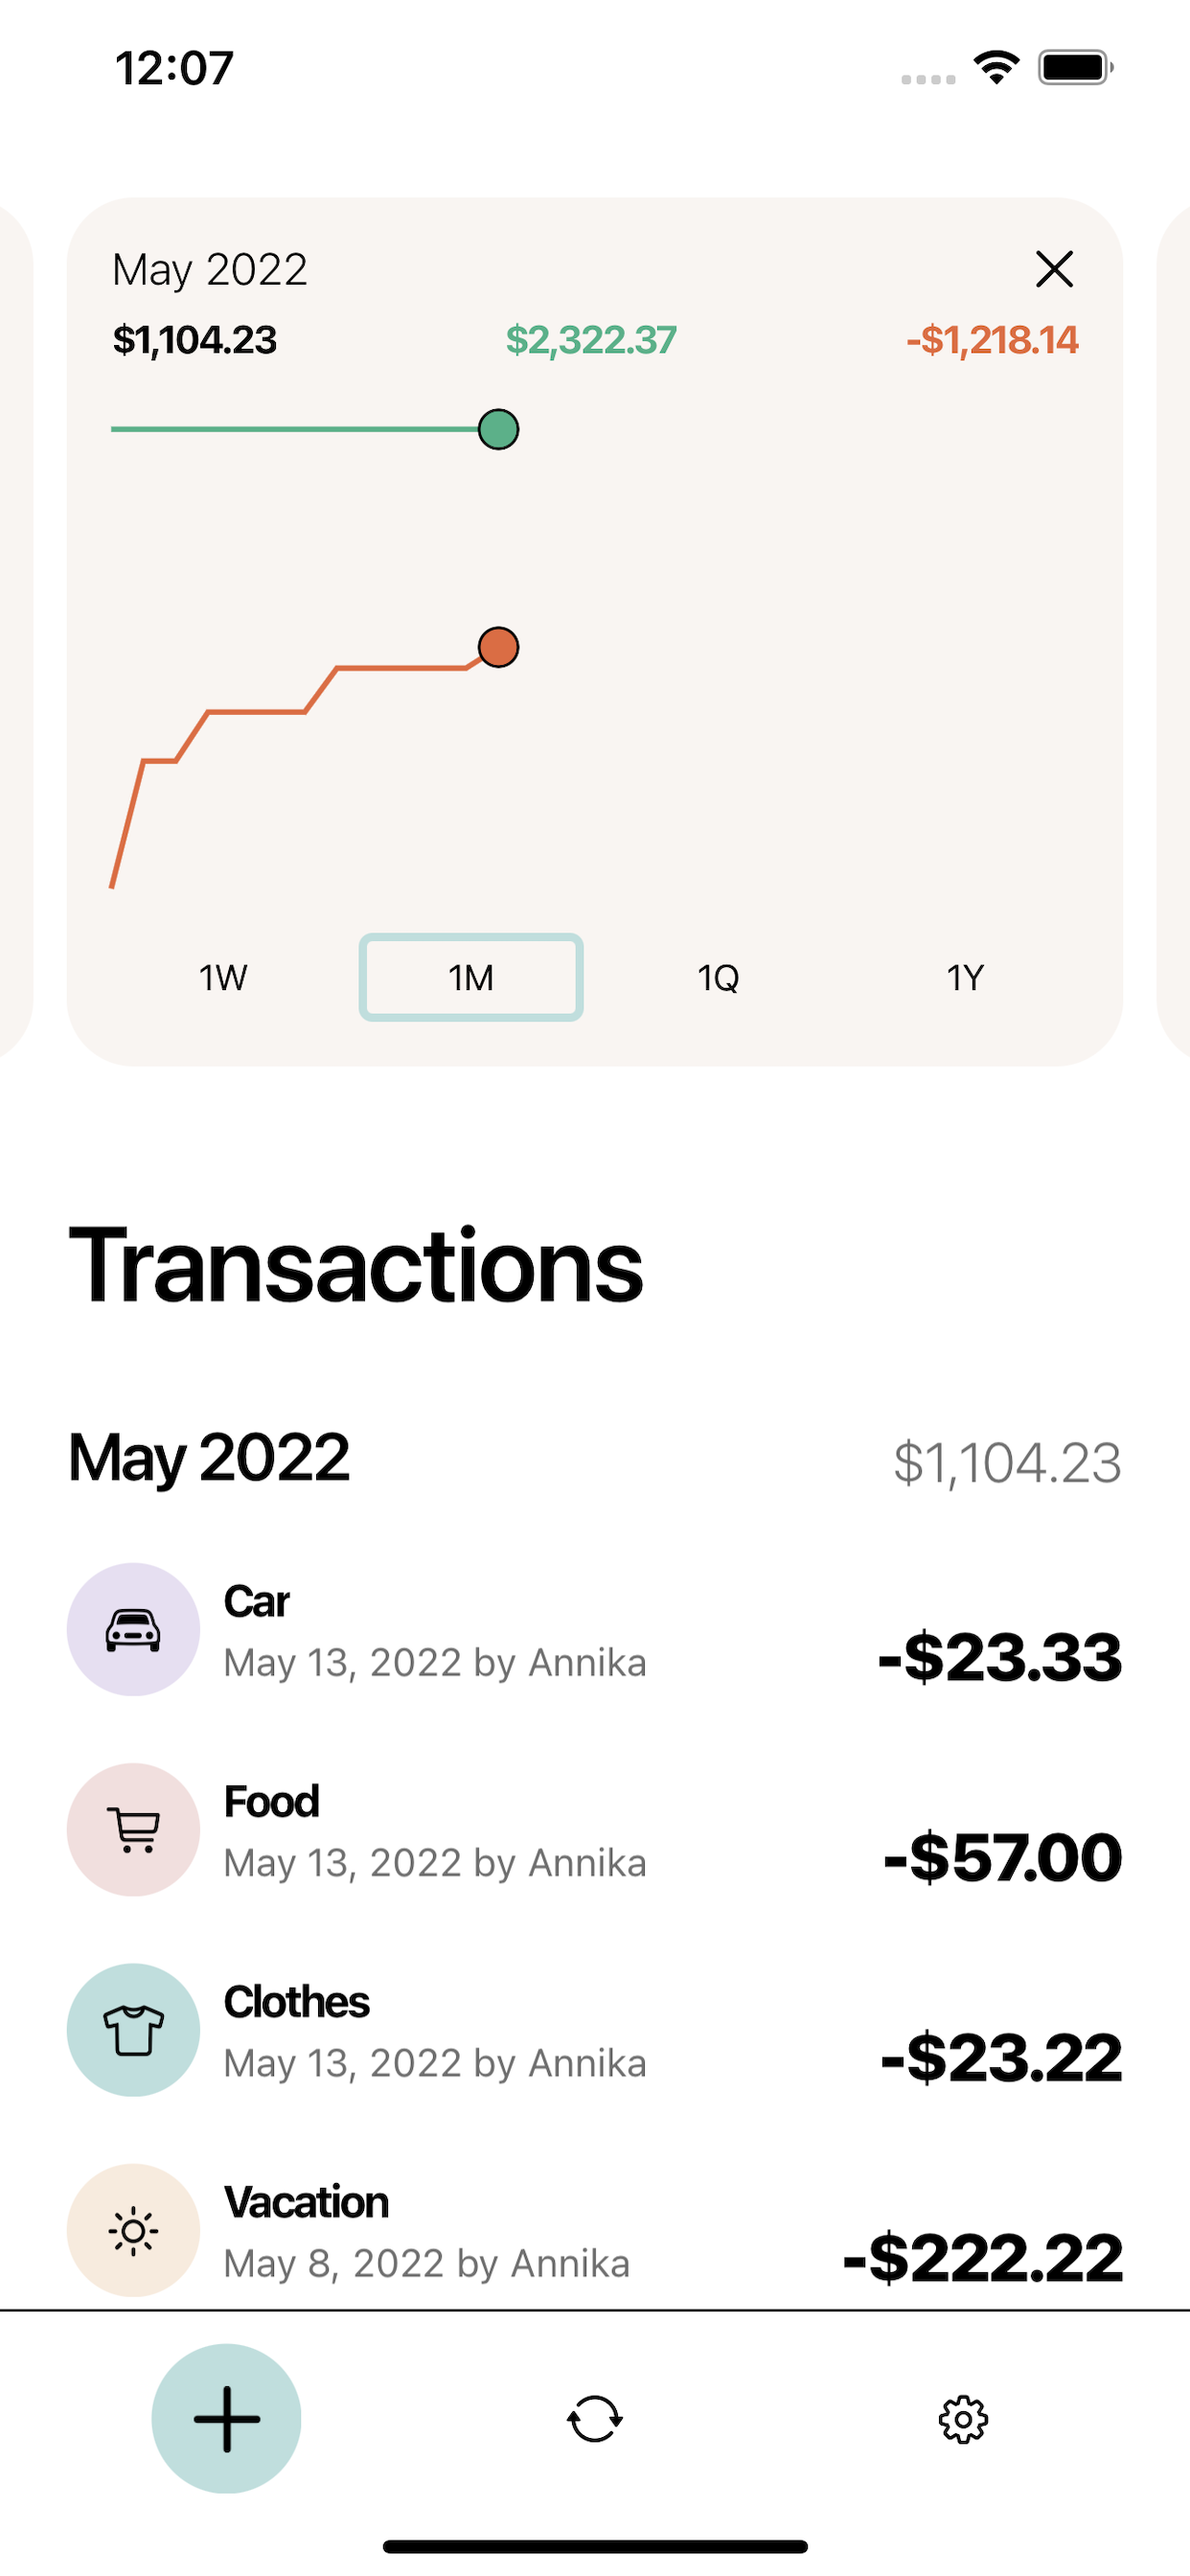 12:07
May 2022
$1,104.23 $2,322.37 -$1,218.14
1W 1M 1Q 1Y
Transactions
May 2022 $1,104.23
Car
May 13, 2022 by Annika -$23.33
Food
May 13, 2022 by Annika -$57.00
Clothes
May 13, 2022 by Annika -$23.22
Vacation
May 8, 2022 by Annika -$222.22